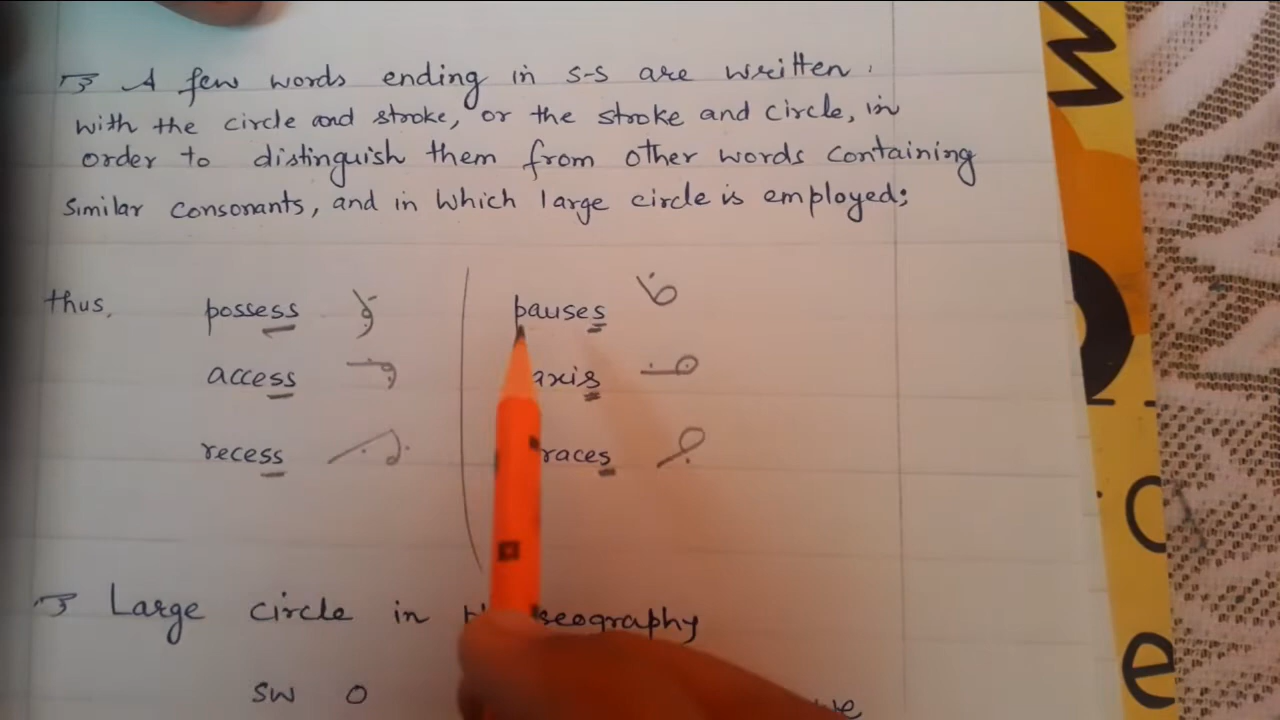 A few words ending in s-s are written.
with the circle and stroke, or the stroke and circle, in
order to distinguish them from other words containing
similar consonants, and in which large circle is employed;
thus, possess pauses
access axis
recess races
Large circle in
SW